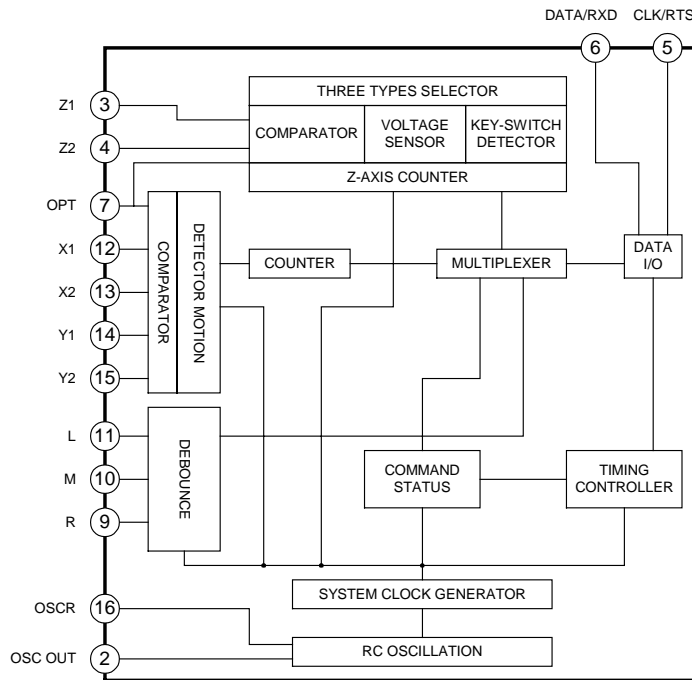 DATA/RXD CLK/RTS
6 5
THREE TYPES SELECTOR
Z1 3
COMPARATOR
VOLTAGE
SENSOR
KEY-SWITCH
DETECTOR
Z2 4
Z-AXIS COUNTER
OPT 7
X1 12
COMPARATOR
DETECTOR MOTION
COUNTER
MULTIPLEXER
DATA
I/O
X2 13
Y1 14
Y2 15
L 11
DEBOUNCE
M 10
COMMAND
STATUS
TIMING
CONTROLLER
R 9
SYSTEM CLOCK GENERATOR
OSCR 16
RC OSCILLATION
OSC OUT 2